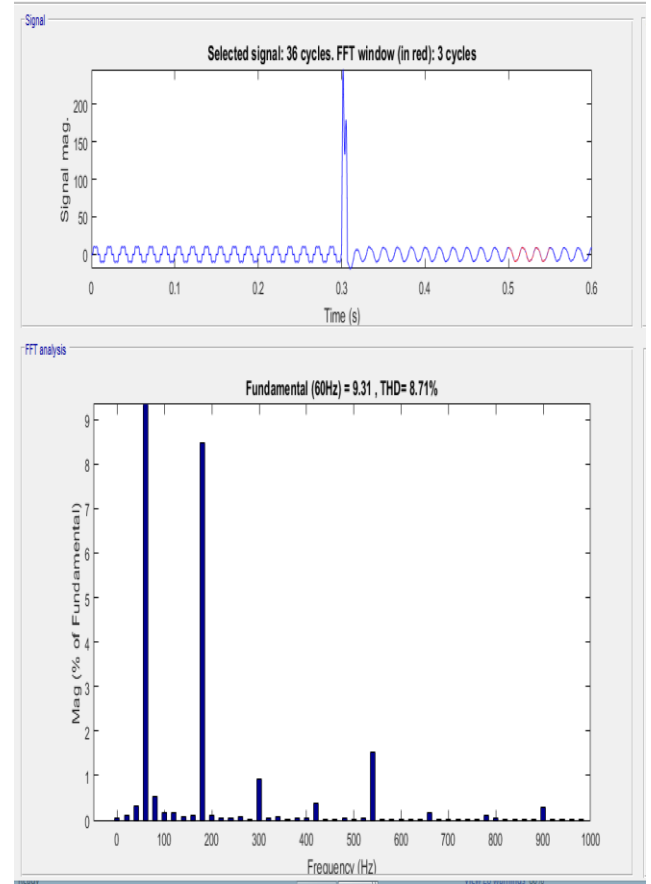 Signal
Selected signal: 36 cycles. FFT window (in red): 3 cycles
Signal mag.
200
150
100
50
0
0 0.1 0.2 0.3 0.4 0.5 0.6
Time (s)
FFT analysis
Fundamental (60Hz) = 9.31 , THD= 8.71%
Mag (% of Fundamental)
9
8
7
6
5
4
3
2
1
0
0 100 200 300 400 500 600 700 800 900 1000
Frequency (Hz)